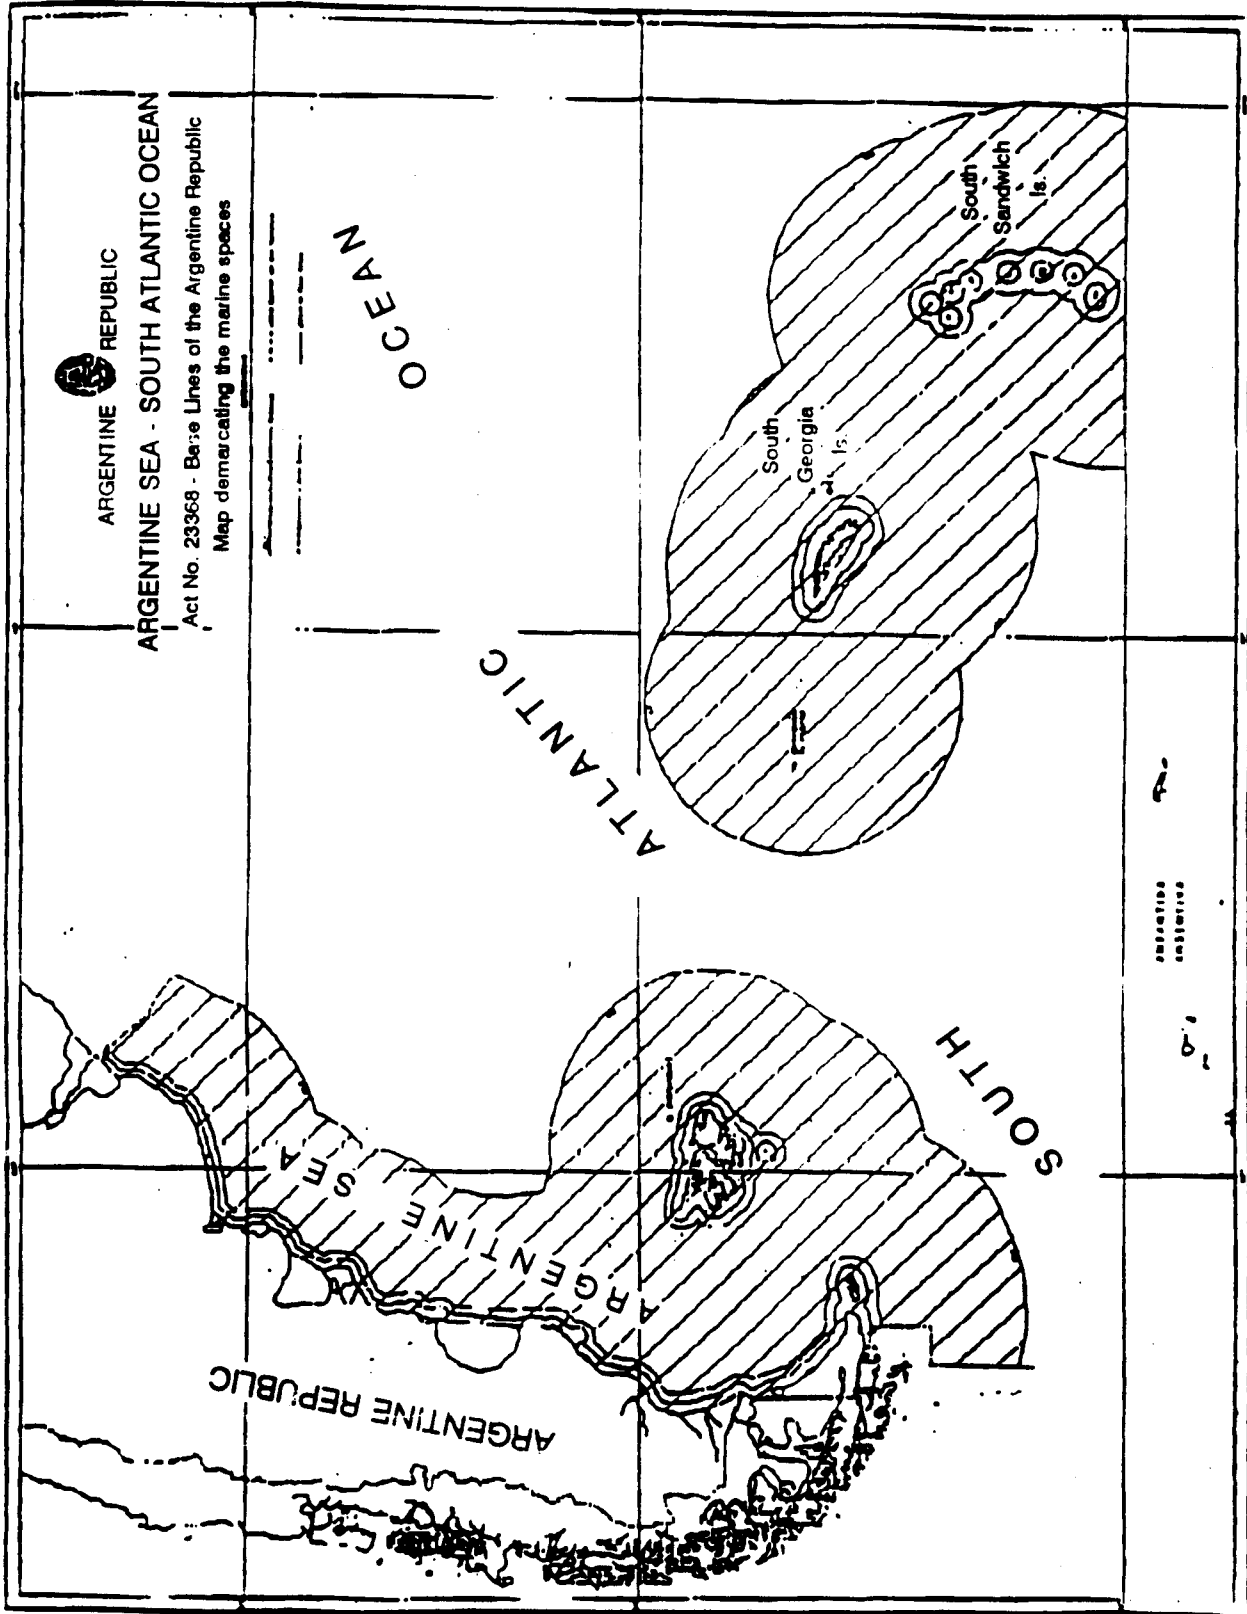 ARGENTINE REPUBLIC
ARGENTINE SEA - SOUTH ATLANTIC OCEAN
Act No. 23368 - Base Lines of the Argentine Republic
Map demarcating the marine spaces
OCEAN
ATLANTIC
SOUTH
ARGENTINE SEA
ARGENTINE REPUBLIC
South
Georgia
Is.
South
Sandwich
Is.